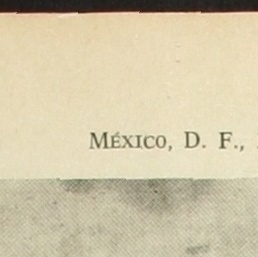 MÉXICO, D. F.,